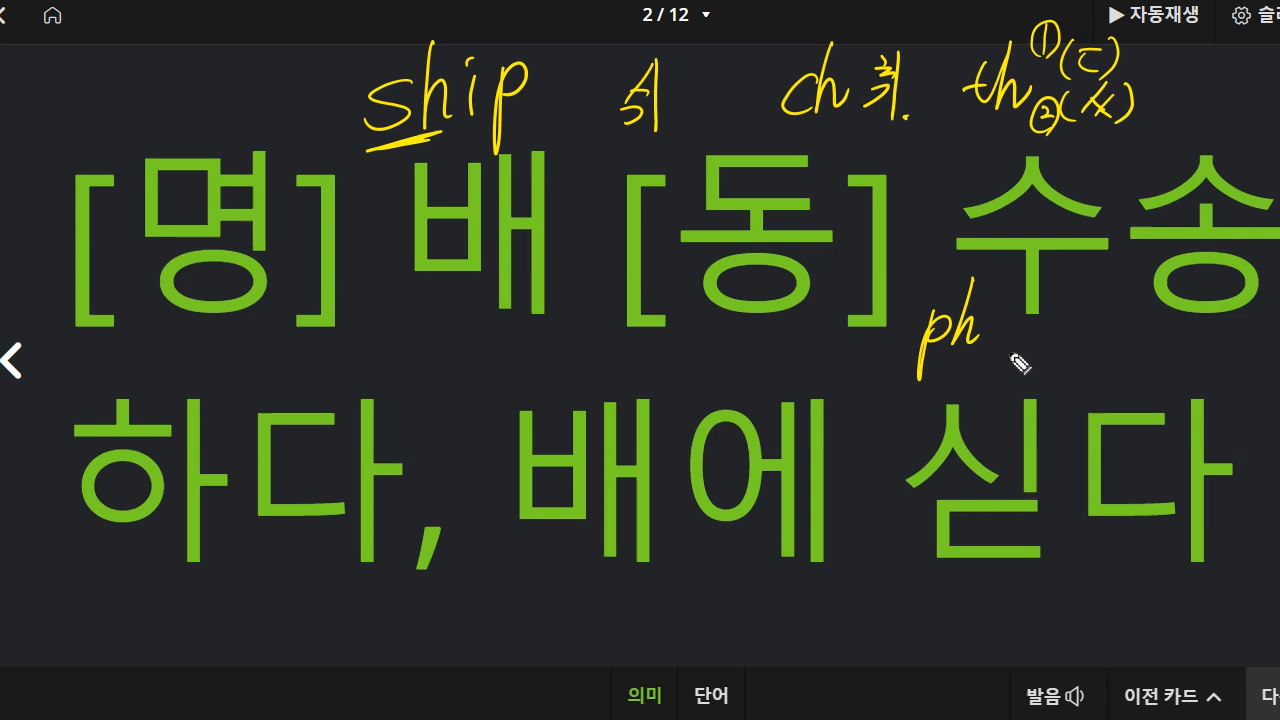 2 / 12 자동재생
ship 쉬 ch 취. th ①(ㄷ)
②(ㅆ)
[명] 배 [동] 수송
ph
하다, 배에 싣다
의미 단어 발음 이전 카드